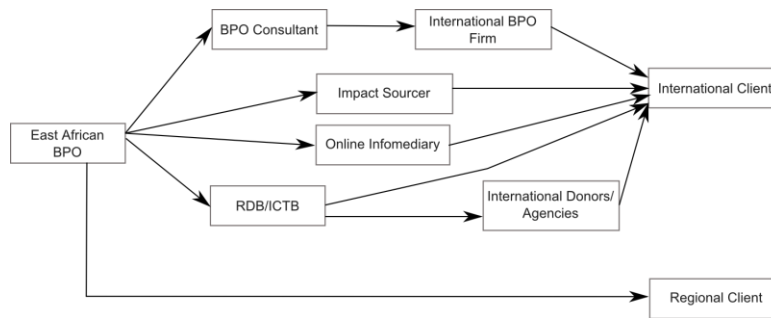 BPO Consultant
International BPO
Firm
Impact Sourcer
International Client
East African
BPO
Online Infomediary
RDB/ICTB
International Donors/
Agencies
Regional Client